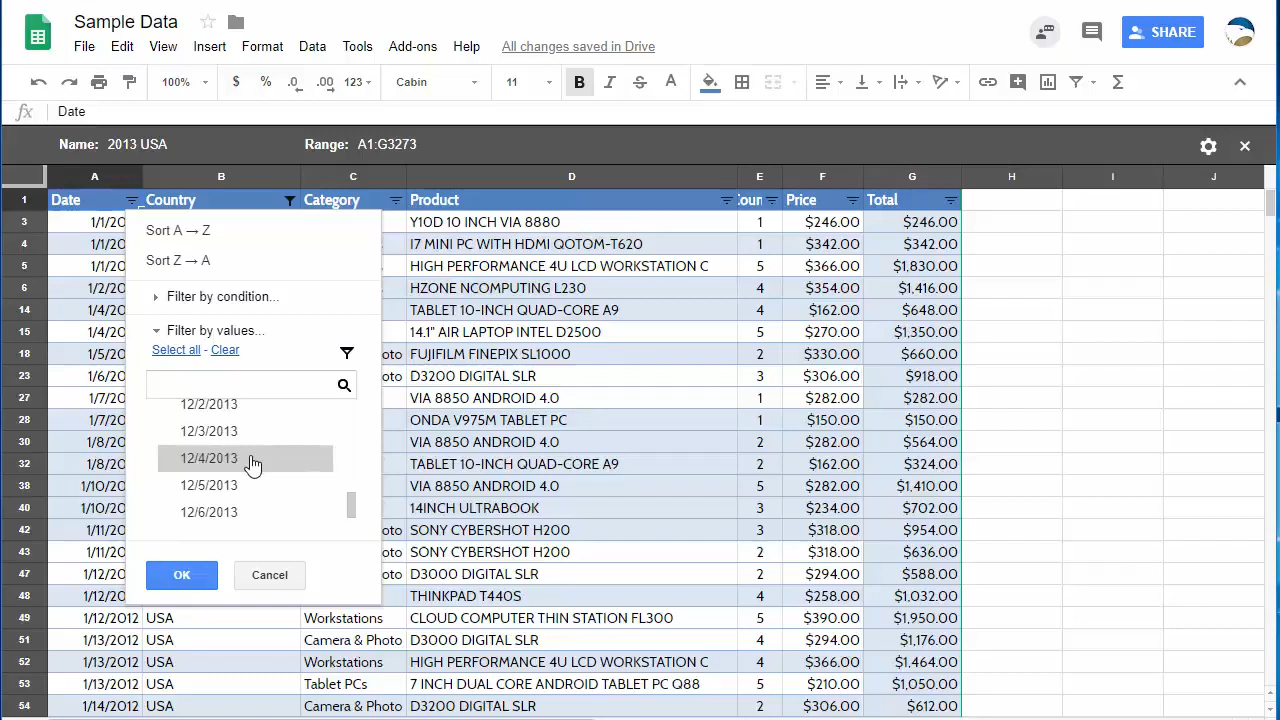 Sample Data
File Edit View Insert Format Data Tools Add-ons Help All changes saved in Drive
SHARE
100% $ % .0 .00 123 Cabin 11 B I S A Σ
fx Date
Name: 2013 USA Range: A1:G3273
A B C D E F G H I J
1 Date Country Category Product Price Total
3 1/1/20 Y10D 10 INCH VIA 8880 1 $246.00 $246.00
4 1/1/20 I7 MINI PC WITH HDMI QOTOM-T620 1 $342.00 $342.00
5 1/1/20 HIGH PERFORMANCE 4U LCD WORKSTATION C 5 $366.00 $1,830.00
6 1/2/20 HZONE NCOMPUTING L230 4 $354.00 $1,416.00
14 1/4/20 TABLET 10-INCH QUAD-CORE A9 4 $162.00 $648.00
15 1/4/20 14.1" AIR LAPTOP INTEL D2500 5 $270.00 $1,350.00
18 1/5/20 oto FUJIFILM FINEPIX SL1000 2 $330.00 $660.00
23 1/6/20 oto D3200 DIGITAL SLR 3 $306.00 $918.00
27 1/7/20 VIA 8850 ANDROID 4.0 1 $282.00 $282.00
28 1/7/20 ONDA V975M TABLET PC 1 $150.00 $150.00
30 1/8/20 VIA 8850 ANDROID 4.0 2 $282.00 $564.00
32 1/8/20 TABLET 10-INCH QUAD-CORE A9 2 $162.00 $324.00
38 1/10/20 VIA 8850 ANDROID 4.0 5 $282.00 $1,410.00
40 1/10/20 14INCH ULTRABOOK 3 $234.00 $702.00
42 1/11/20 oto SONY CYBERSHOT H200 3 $318.00 $954.00
43 1/11/20 oto SONY CYBERSHOT H200 2 $318.00 $636.00
47 1/12/20 oto D3000 DIGITAL SLR 2 $294.00 $588.00
48 1/12/20 THINKPAD T440S 4 $258.00 $1,032.00
49 1/12/2012 USA Workstations CLOUD COMPUTER THIN STATION FL300 5 $390.00 $1,950.00
51 1/13/2012 USA Camera & Photo D3000 DIGITAL SLR 4 $294.00 $1,176.00
52 1/13/2012 USA Workstations HIGH PERFORMANCE 4U LCD WORKSTATION C 4 $366.00 $1,464.00
53 1/13/2012 USA Tablet PCs 7 INCH DUAL CORE ANDROID TABLET PC Q88 5 $210.00 $1,050.00
54 1/14/2012 USA Camera & Photo D3200 DIGITAL SLR 2 $306.00 $612.00
Sort A → Z
Sort Z → A
Filter by condition...
Filter by values...
Select all - Clear
12/2/2013
12/3/2013
12/4/2013
12/5/2013
12/6/2013
OK Cancel